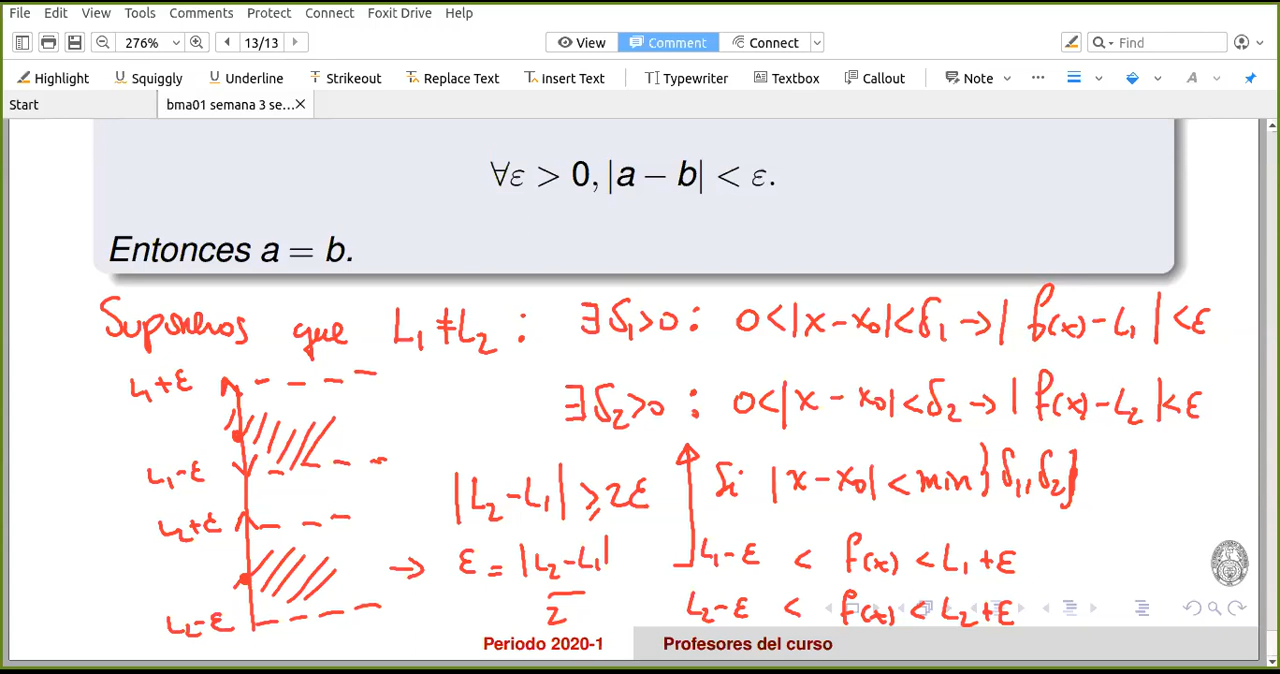 File Edit View Tools Comments Protect Connect Foxit Drive Help
276% 13/13 View Comment Connect Find
Highlight Squiggly Underline Strikeout Replace Text Insert Text Typewriter Textbox Callout Note ... A
Start bma01 semana 3 se...
∀ε > 0, |a − b| < ε.
Entonces a = b.
Suponemos que L₁ ≠ L₂ : ∃ δ₁>0 : 0<|x−x₀|<δ₁ → | f(x)−L₁ |<ε
L₁+ε
∃ δ₂>0 : 0<|x−x₀|<δ₂ → | f(x)−L₂ |<ε
L₁−ε
|L₂−L₁| ≥ 2ε
Si |x−x₀| < min}δ₁, δ₂}
L₂+ε
→ ε = |L₂−L₁| / 2
L₁−ε < f(x) < L₁+ε
L₂−ε
L₂−ε < f(x) < L₂+ε
Periodo 2020-1 Profesores del curso